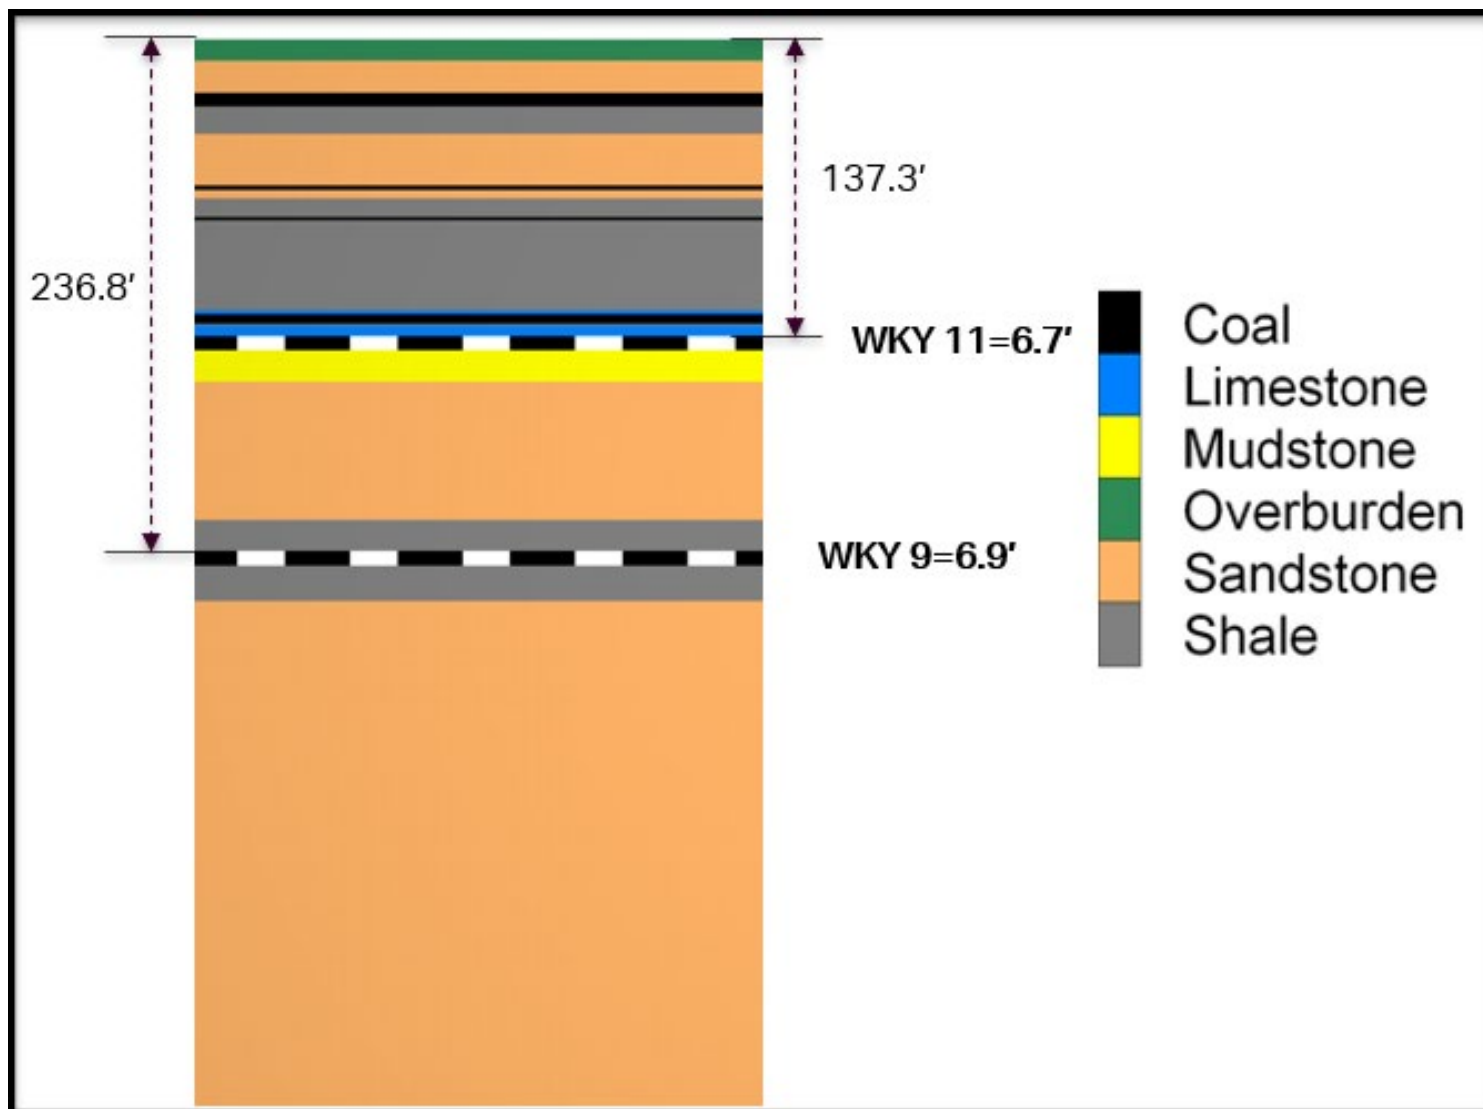 137.3′
236.8′
WKY 11=6.7′
WKY 9=6.9′
Coal
Limestone
Mudstone
Overburden
Sandstone
Shale